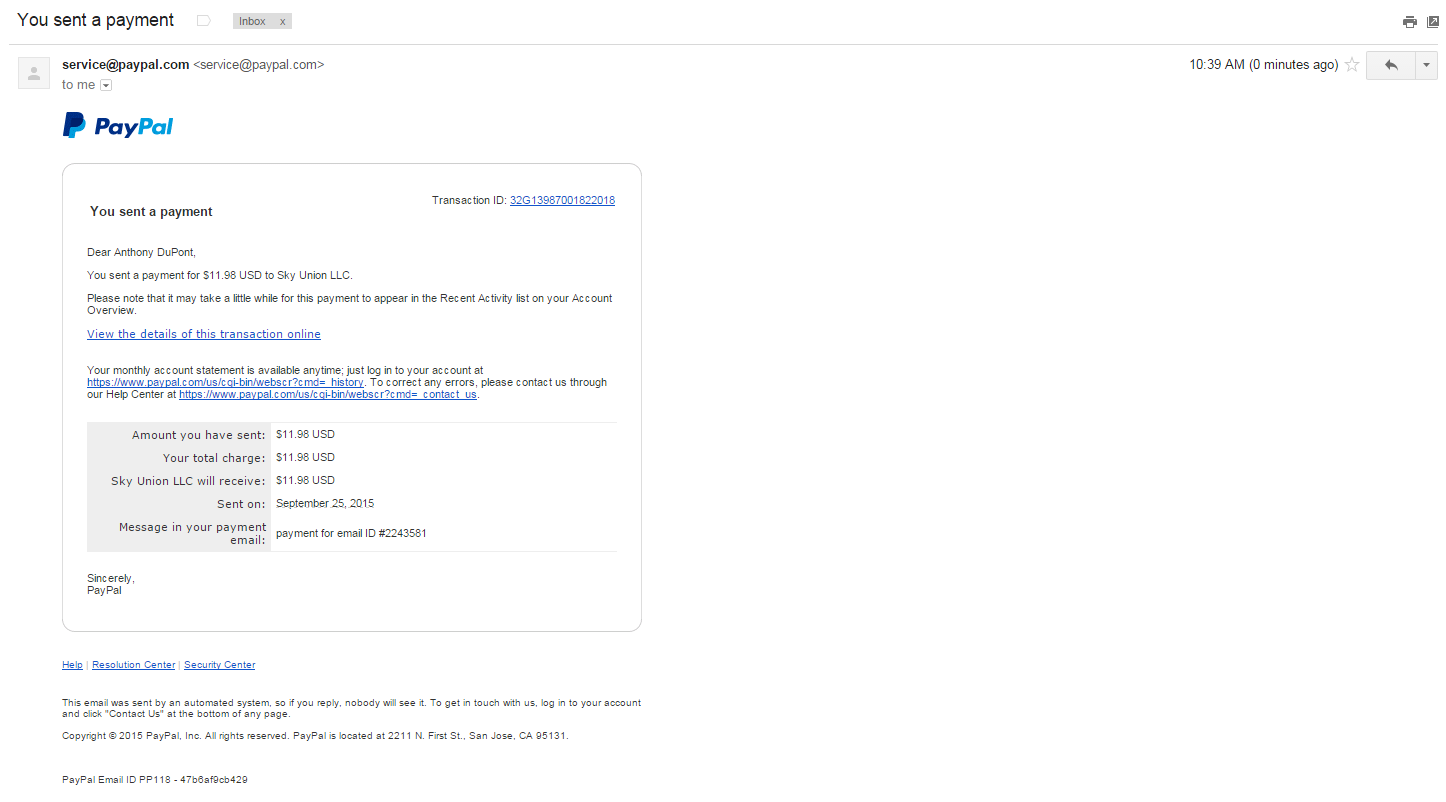 You sent a payment
Inbox x
service@paypal.com <service@paypal.com>
10:39 AM (0 minutes ago)
to me
PayPal
Transaction ID: 32G13987001822018
You sent a payment
Dear Anthony DuPont,
You sent a payment for $11.98 USD to Sky Union LLC.
Please note that it may take a little while for this payment to appear in the Recent Activity list on your Account
Overview.
View the details of this transaction online
Your monthly account statement is available anytime; just log in to your account at
https://www.paypal.com/us/cgi-bin/webscr?cmd=_history. To correct any errors, please contact us through
our Help Center at https://www.paypal.com/us/cgi-bin/webscr?cmd=_contact_us.
Amount you have sent: $11.98 USD
Your total charge: $11.98 USD
Sky Union LLC will receive: $11.98 USD
Sent on: September 25, 2015
Message in your payment
email: payment for email ID #2243581
Sincerely,
PayPal
Help | Resolution Center | Security Center
This email was sent by an automated system, so if you reply, nobody will see it. To get in touch with us, log in to your account
and click "Contact Us" at the bottom of any page.
Copyright © 2015 PayPal, Inc. All rights reserved. PayPal is located at 2211 N. First St., San Jose, CA 95131.
PayPal Email ID PP118 - 47b6af9cb429